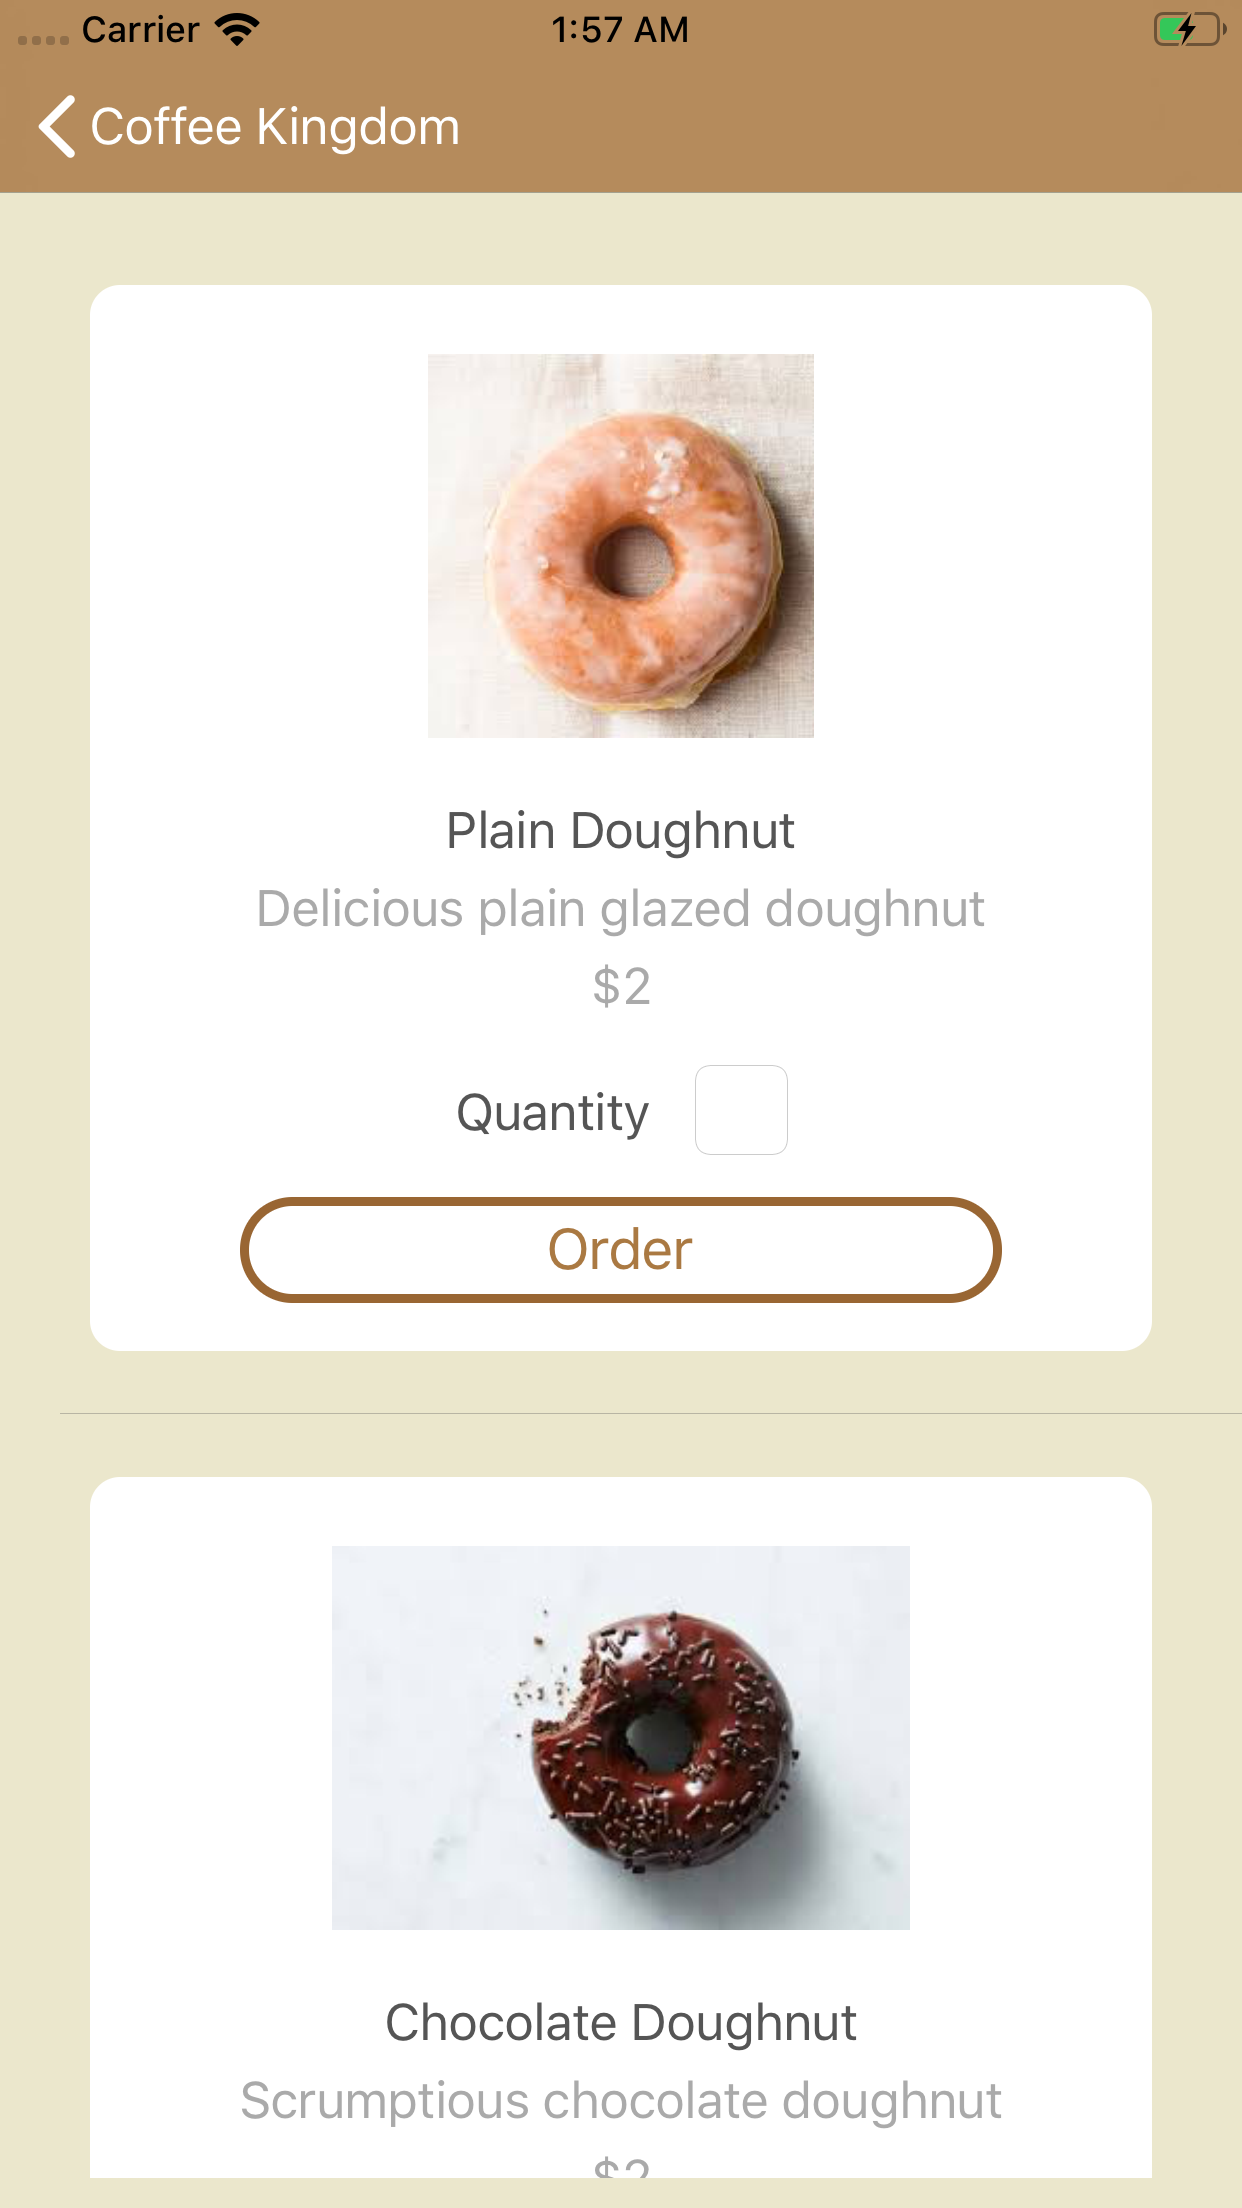 Carrier 1:57 AM
Coffee Kingdom
Plain Doughnut
Delicious plain glazed doughnut
$2
Quantity
Order
Chocolate Doughnut
Scrumptious chocolate doughnut